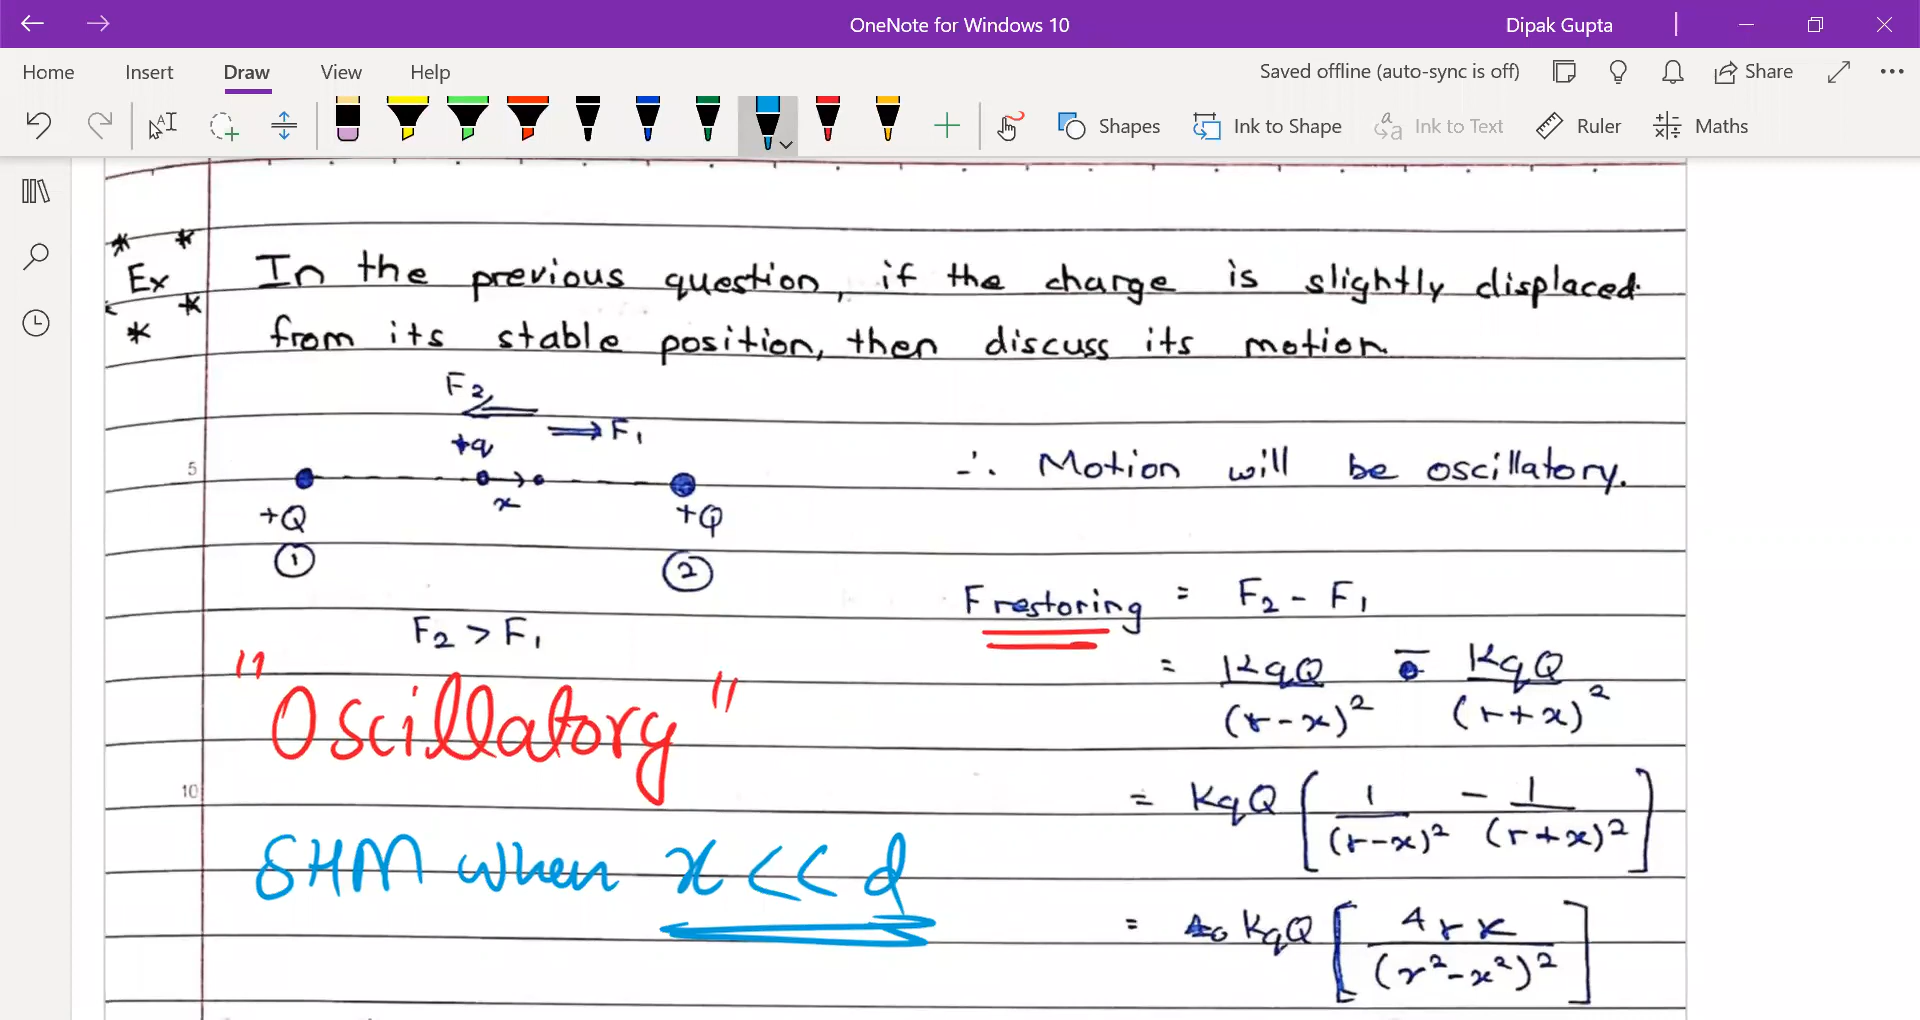 OneNote for Windows 10
Dipak Gupta
Home Insert Draw View Help
Saved offline (auto-sync is off)
Share
Shapes
Ink to Shape
Ink to Text
Ruler
Maths
Ex
In the previous question, if the charge is slightly displaced
from its stable position, then discuss its motion.
F₂
→F₁
+q
5
x
+Q
+Q
①
②
∴ Motion will be oscillatory.
F₂ > F₁
F restoring = F₂ - F₁
= KqQ/(r-x)² - KqQ/(r+x)²
"Oscillatory"
10
= KqQ [1/(r-x)² - 1/(r+x)²]
SHM when x << d
= KqQ [4rx/(r²-x²)²]